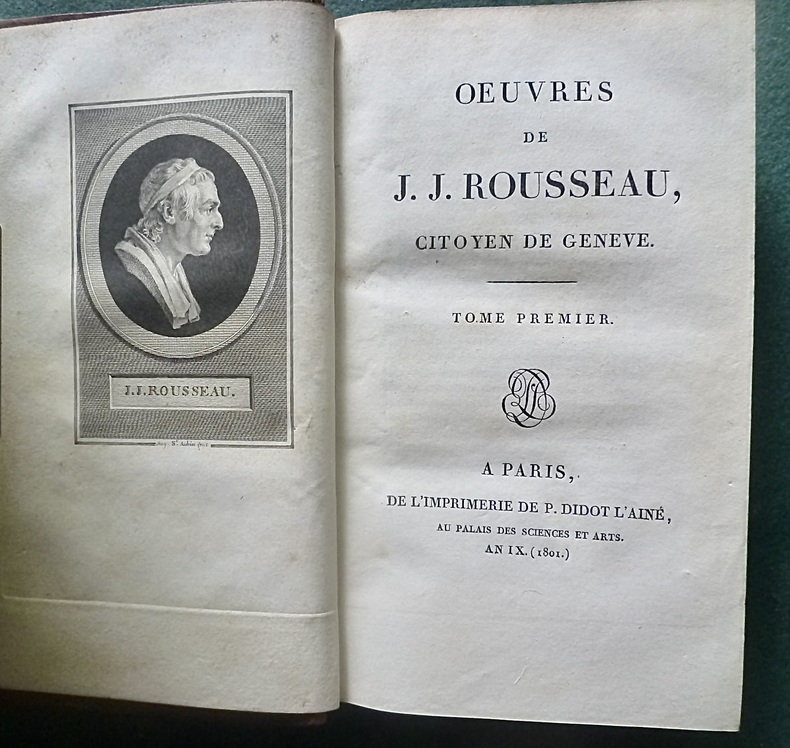 J.J.ROUSSEAU.
OEUVRES
DE
J. J. ROUSSEAU,
CITOYEN DE GENEVE.
TOME PREMIER.
A PARIS,
DE L'IMPRIMERIE DE P. DIDOT L'AINÉ,
AU PALAIS DES SCIENCES ET ARTS.
AN IX. (1801.)